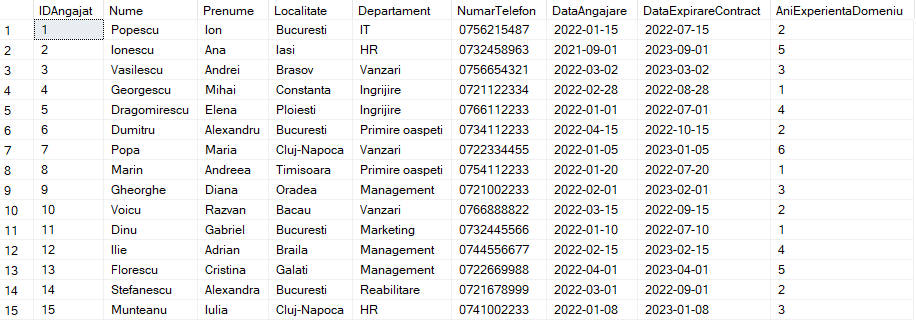 IDAngajat Nume Prenume Localitate Departament NumarTelefon DataAngajare DataExpirareContract AniExperientaDomeniu
1 1 Popescu Ion Bucuresti IT 0756215487 2022-01-15 2022-07-15 2
2 2 Ionescu Ana Iasi HR 0732458963 2021-09-01 2023-09-01 5
3 3 Vasilescu Andrei Brasov Vanzari 0756654321 2022-03-02 2023-03-02 3
4 4 Georgescu Mihai Constanta Ingrijire 0721122334 2022-02-28 2022-08-28 1
5 5 Dragomirescu Elena Ploiesti Ingrijire 0766112233 2022-01-01 2022-07-01 4
6 6 Dumitru Alexandru Bucuresti Primire oaspeti 0734112233 2022-04-15 2022-10-15 2
7 7 Popa Maria Cluj-Napoca Vanzari 0722334455 2022-01-05 2023-01-05 6
8 8 Marin Andreea Timisoara Primire oaspeti 0754112233 2022-01-20 2022-07-20 1
9 9 Gheorghe Diana Oradea Management 0721002233 2022-02-01 2023-02-01 3
10 10 Voicu Razvan Bacau Vanzari 0766888822 2022-03-15 2022-09-15 2
11 11 Dinu Gabriel Bucuresti Marketing 0732445566 2022-01-10 2022-07-10 1
12 12 Ilie Adrian Braila Management 0744556677 2022-02-15 2023-02-15 4
13 13 Florescu Cristina Galati Management 0722669988 2022-04-01 2023-04-01 5
14 14 Stefanescu Alexandra Bucuresti Reabilitare 0721678999 2022-03-01 2022-09-01 2
15 15 Munteanu Iulia Cluj-Napoca HR 0741002233 2022-01-08 2023-01-08 3